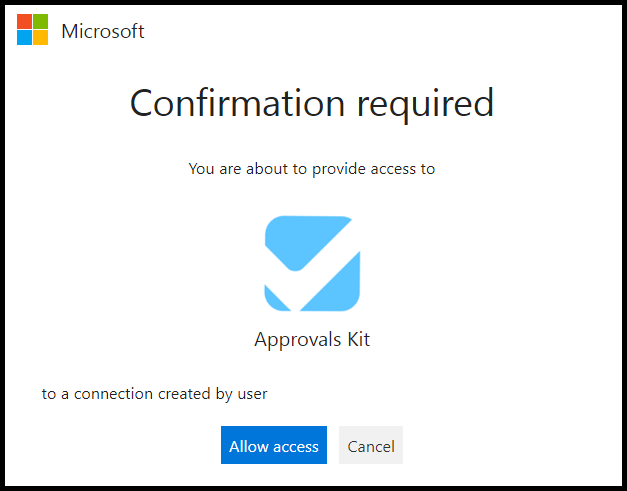 Microsoft
Confirmation required
You are about to provide access to
Approvals Kit
to a connection created by user
Allow access
Cancel